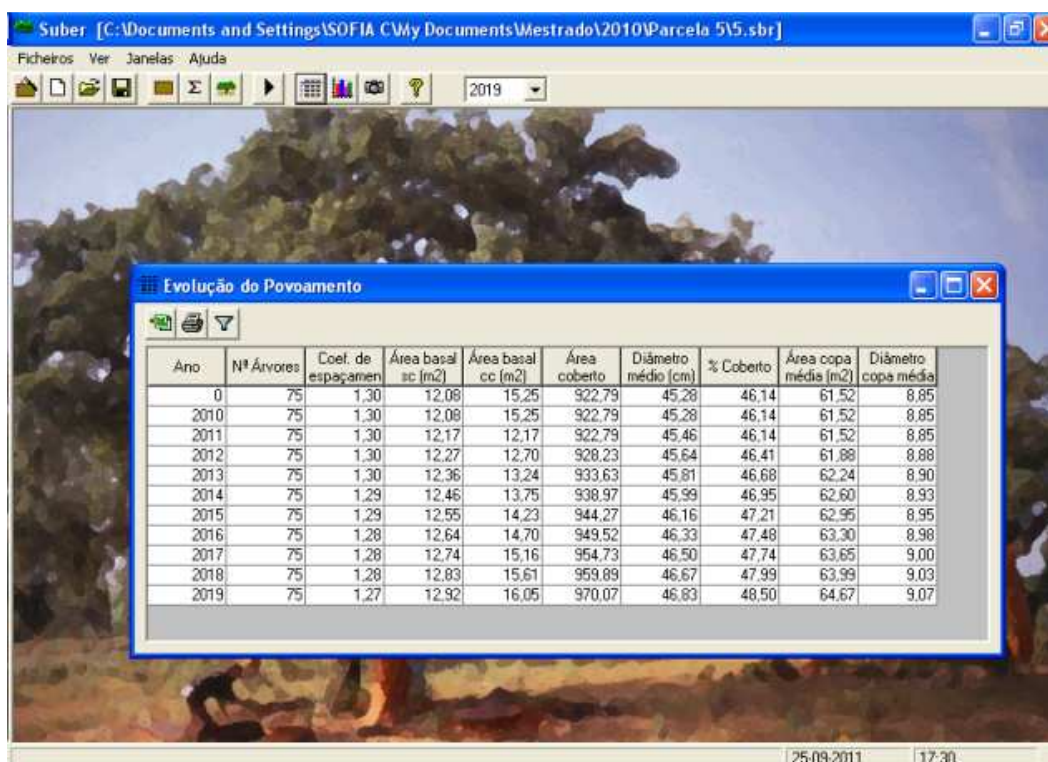 Suber [C:\Documents and Settings\SOFIA C\My Documents\Mestrado\2010\Parcela 5\5.sbr]
Ficheiros Ver Janelas Ajuda
Σ ? 2019
Evolução do Povoamento
Ano Nª Árvores Coef. de espaçamen Área basal sc (m2) Área basal cc (m2) Área coberto Diâmetro médio (cm) % Coberto Área copa média (m2) Diâmetro copa média
0 75 1,30 12,08 15,25 922,79 45,28 46,14 61,52 8,85
2010 75 1,30 12,08 15,25 922,79 45,28 46,14 61,52 8,85
2011 75 1,30 12,17 12,17 922,79 45,46 46,14 61,52 8,85
2012 75 1,30 12,27 12,70 928,23 45,64 46,41 61,88 8,88
2013 75 1,30 12,36 13,24 933,63 45,81 46,68 62,24 8,90
2014 75 1,29 12,46 13,75 938,97 45,99 46,95 62,60 8,93
2015 75 1,29 12,55 14,23 944,27 46,16 47,21 62,95 8,95
2016 75 1,28 12,64 14,70 949,52 46,33 47,48 63,30 8,98
2017 75 1,28 12,74 15,16 954,73 46,50 47,74 63,65 9,00
2018 75 1,28 12,83 15,61 959,89 46,67 47,99 63,99 9,03
2019 75 1,27 12,92 16,05 970,07 46,83 48,50 64,67 9,07
25-09-2011 17:30